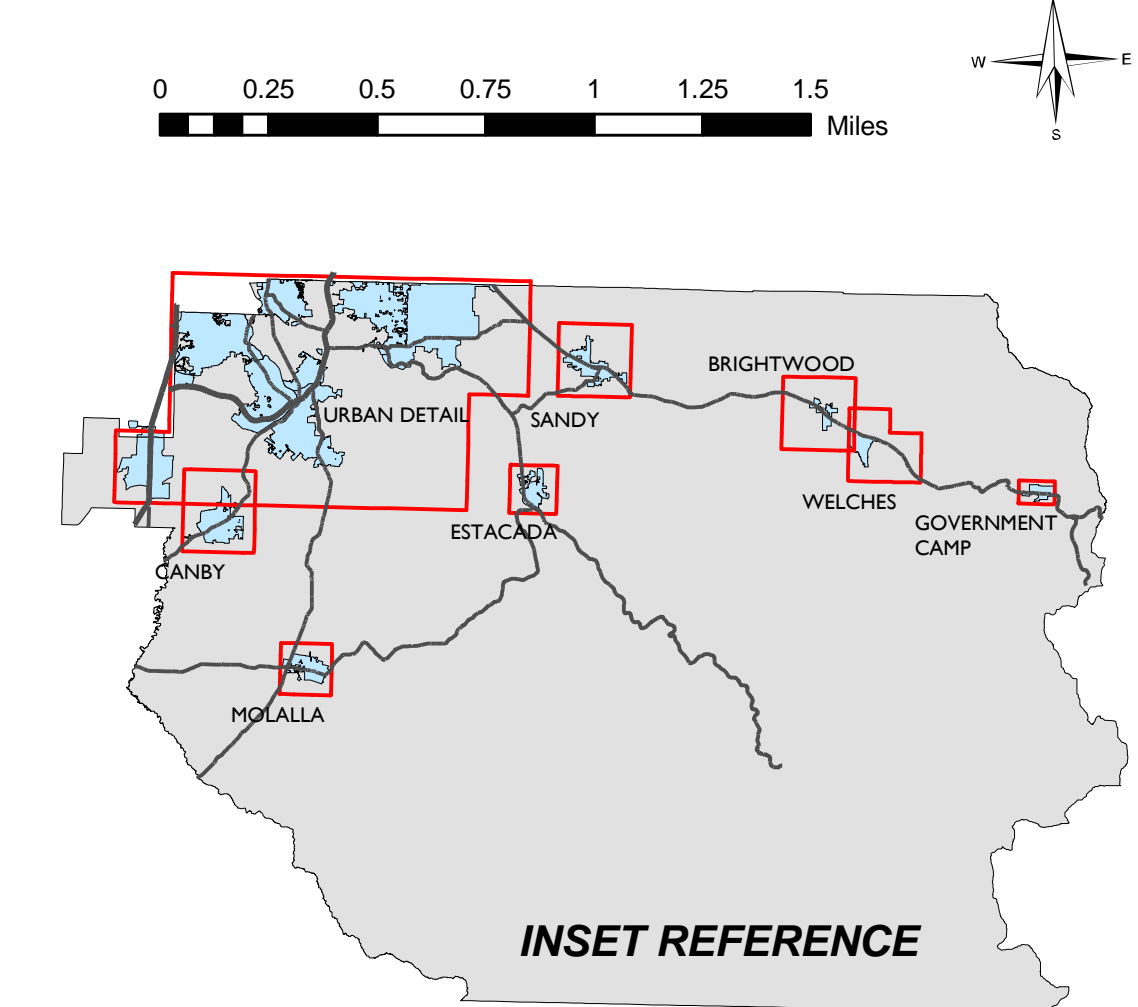 W
E
S
0 0.25 0.5 0.75 1 1.25 1.5
Miles
BRIGHTWOOD
URBAN DETAIL
SANDY
WELCHES
GOVERNMENT
CAMP
ESTACADA
CANBY
MOLALLA
INSET REFERENCE